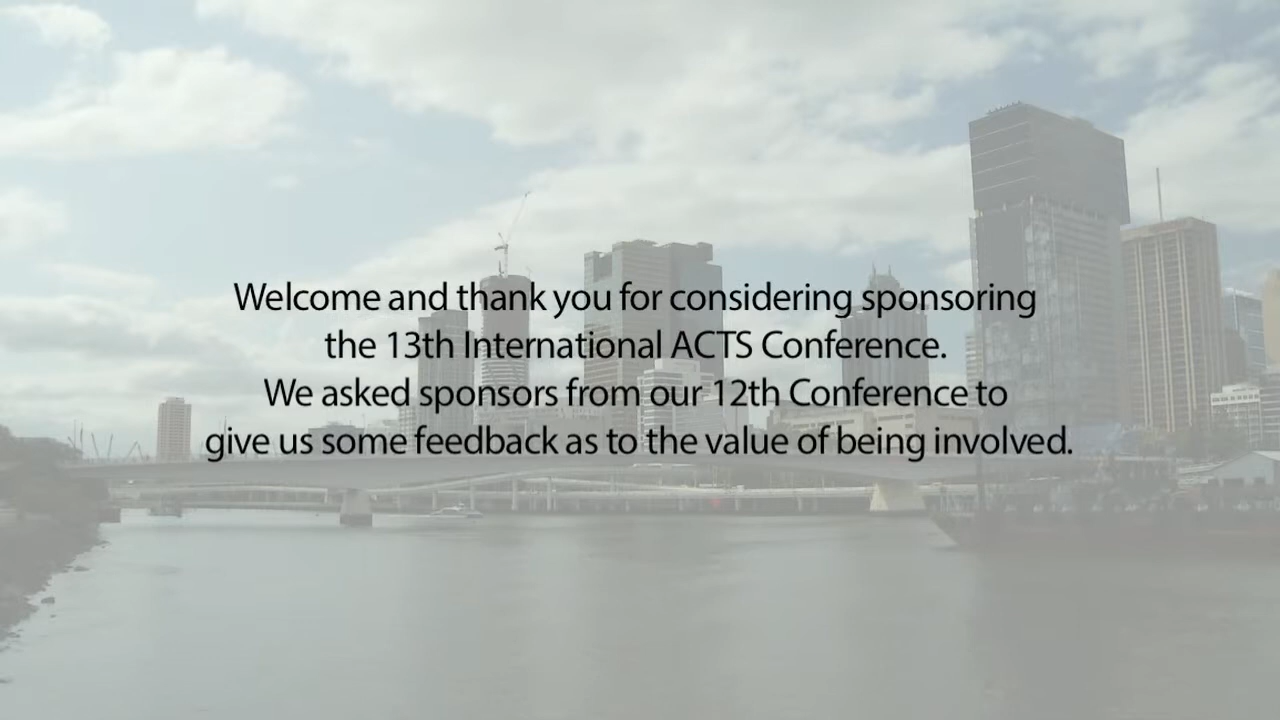 Welcome and thank you for considering sponsoring
the 13th International ACTS Conference.
We asked sponsors from our 12th Conference to
give us some feedback as to the value of being involved.